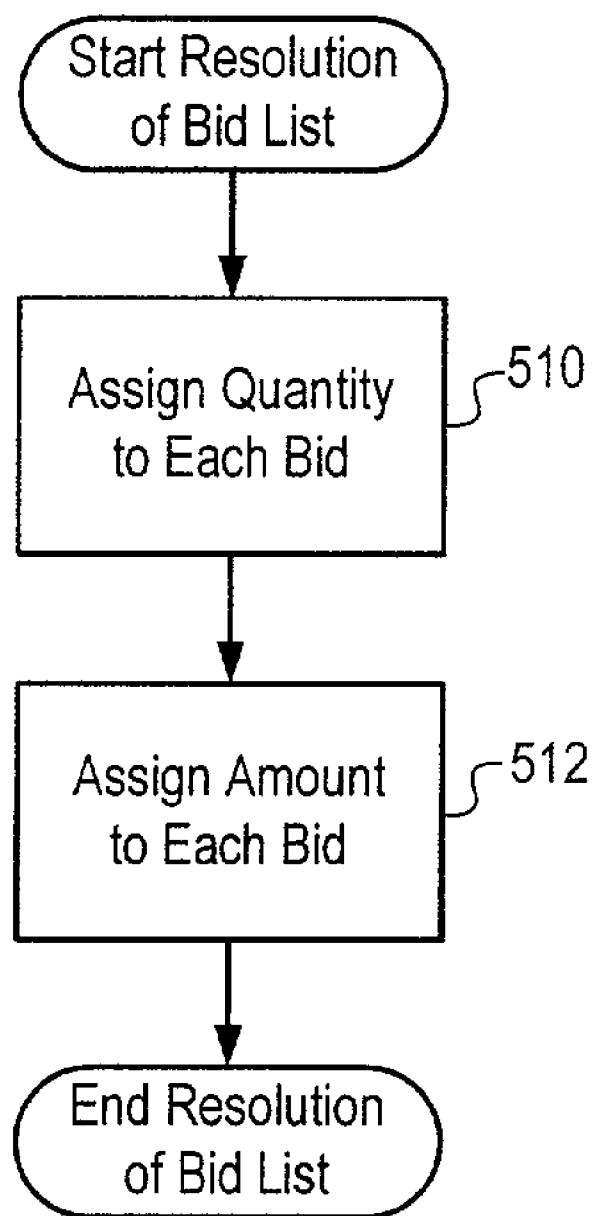 Start Resolution
of Bid List
Assign Quantity
to Each Bid
510
Assign Amount
to Each Bid
512
End Resolution
of Bid List